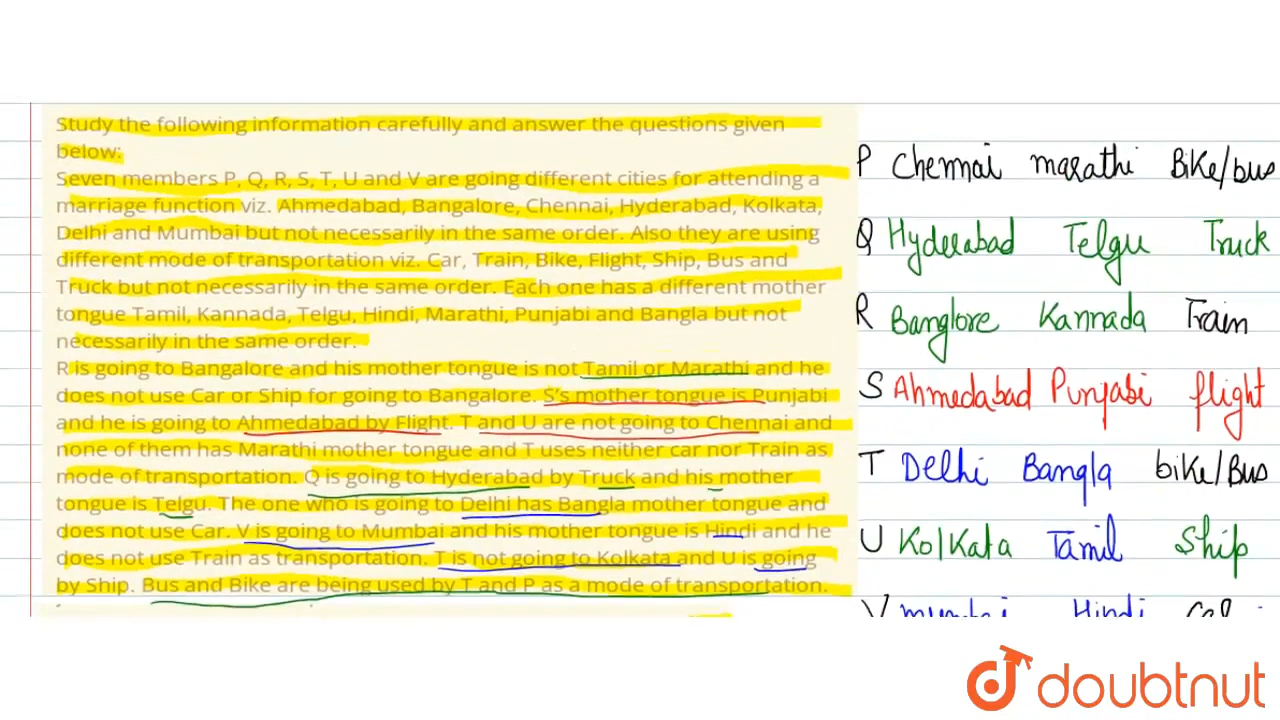 Study the following information carefully and answer the questions given
below:
Seven members P, Q, R, S, T, U and V are going different cities for attending a
marriage function viz. Ahmedabad, Bangalore, Chennai, Hyderabad, Kolkata,
Delhi and Mumbai but not necessarily in the same order. Also they are using
different mode of transportation viz. Car, Train, Bike, Flight, Ship, Bus and
Truck but not necessarily in the same order. Each one has a different mother
tongue Tamil, Kannada, Telgu, Hindi, Marathi, Punjabi and Bangla but not
necessarily in the same order.
R is going to Bangalore and his mother tongue is not Tamil or Marathi and he
does not use Car or Ship for going to Bangalore. S's mother tongue is Punjabi
and he is going to Ahmedabad by Flight. T and U are not going to Chennai and
none of them has Marathi mother tongue and T uses neither car nor Train as
mode of transportation. Q is going to Hyderabad by Truck and his mother
tongue is Telgu. The one who is going to Delhi has Bangla mother tongue and
does not use Car. V is going to Mumbai and his mother tongue is Hindi and he
does not use Train as transportation. T is not going to Kolkata and U is going
by Ship. Bus and Bike are being used by T and P as a mode of transportation.
P Chennai marathi Bike/bus
Q Hyderabad Telgu Truck
R Banglore Kannada Train
S Ahmedabad Punjabi flight
T Delhi Bangla bike/Bus
U Kolkata Tamil Ship
V mumbai Hindi
doubtnut